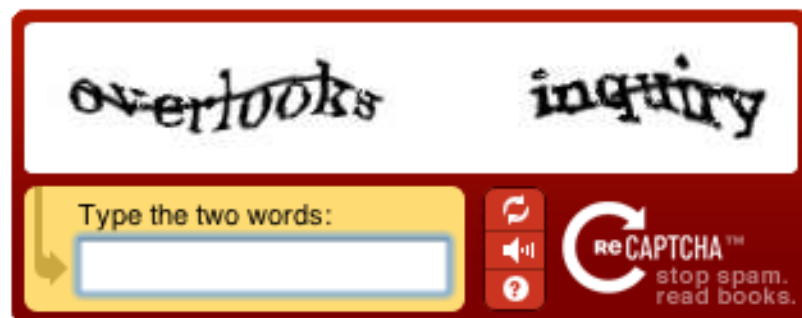 overlooks inquiry
Type the two words:
ReCAPTCHA™
stop spam.
read books.